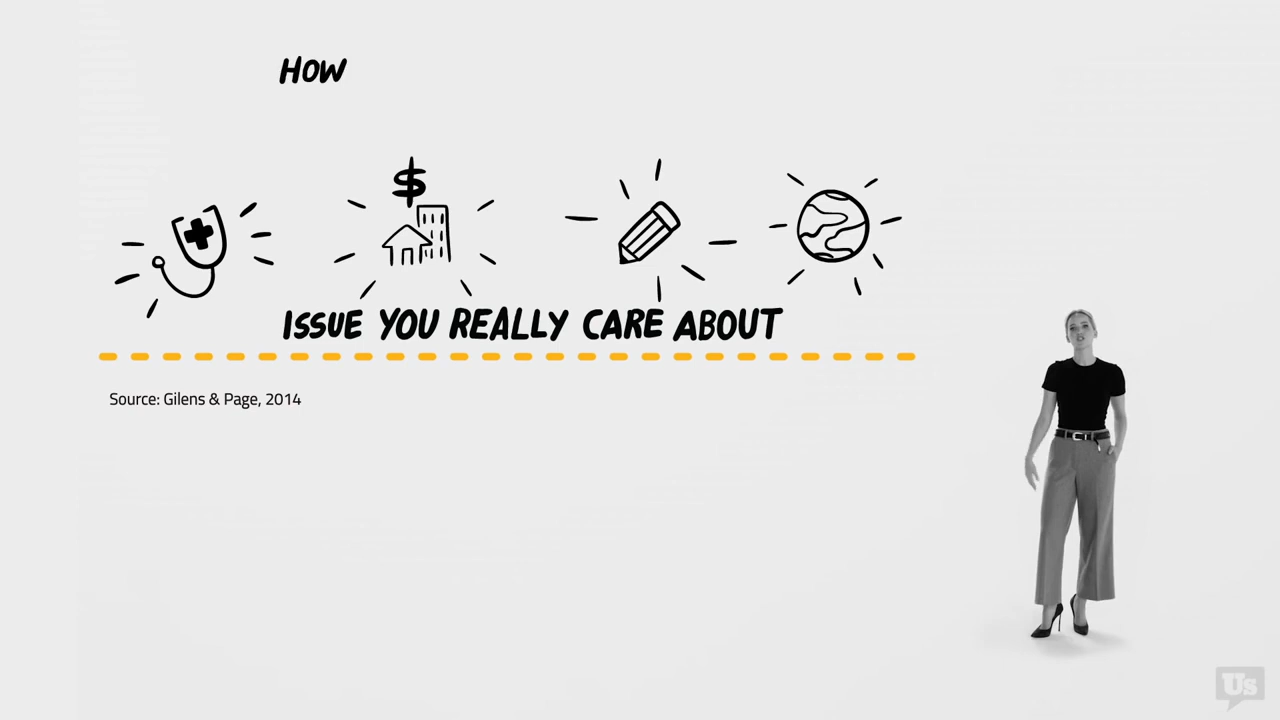 HOW
$
ISSUE YOU REALLY CARE ABOUT
Source: Gilens & Page, 2014
Us